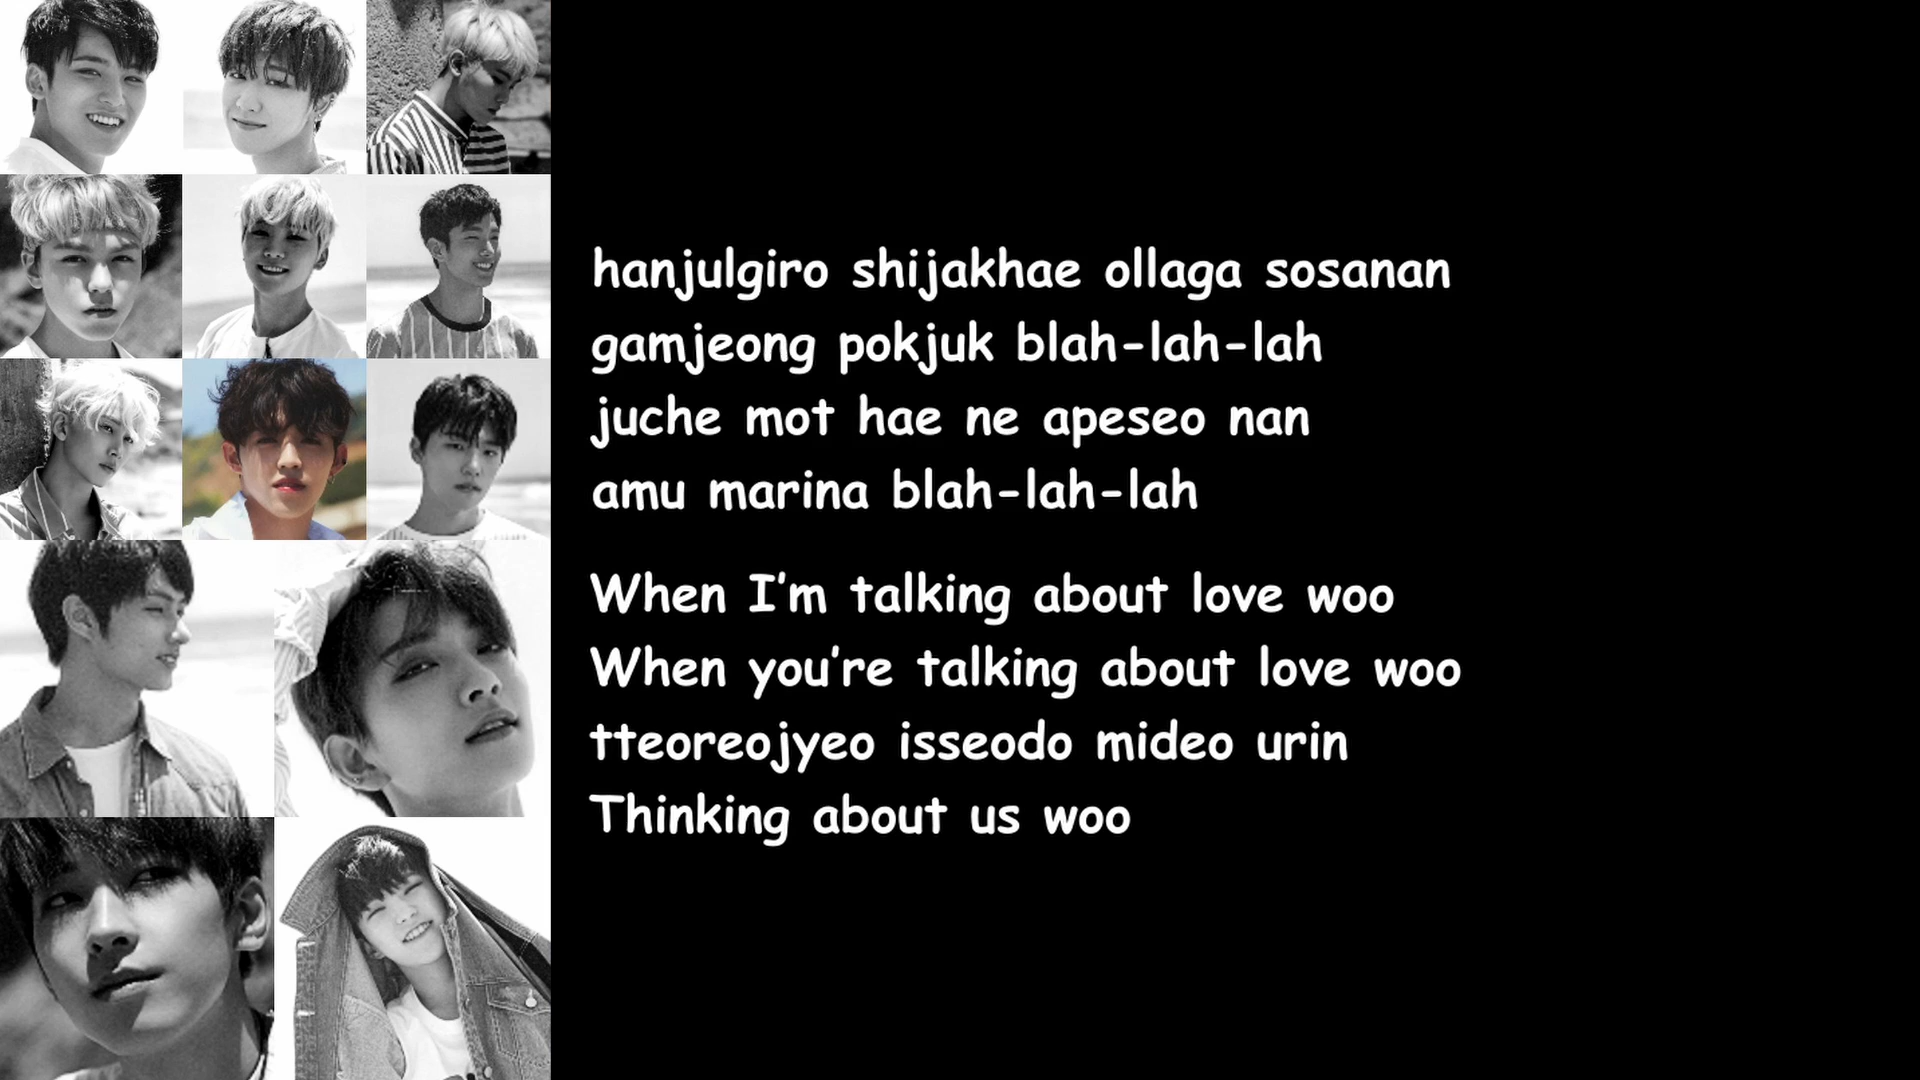 hanjulgiro shijakhae ollaga sosanan
gamjeong pokjuk blah-lah-lah
juche mot hae ne apeseo nan
amu marina blah-lah-lah
When I'm talking about love woo
When you're talking about love woo
tteoreojyeo isseodo mideo urin
Thinking about us woo